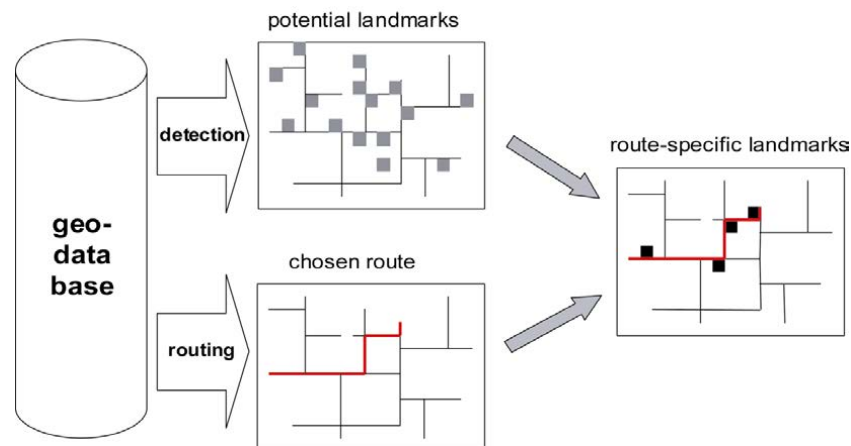 potential landmarks
detection
geo-
data
base
route-specific landmarks
chosen route
routing